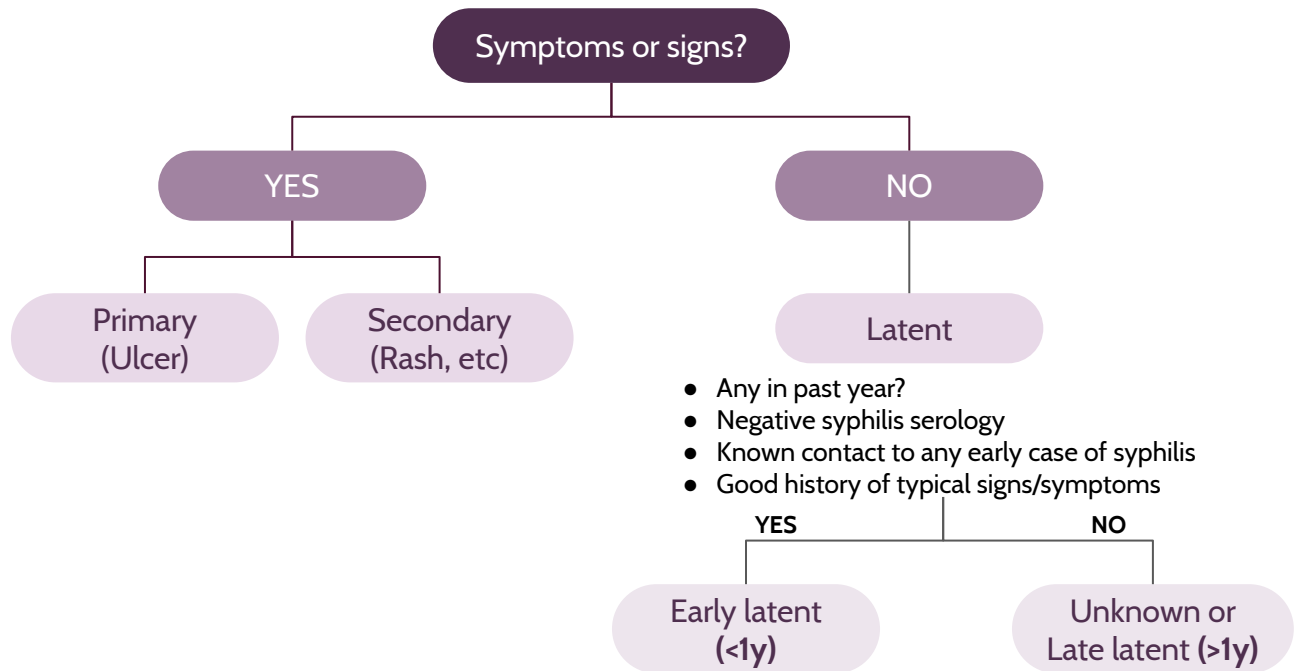 Symptoms or signs?
YES
NO
Primary
(Ulcer)
Secondary
(Rash, etc)
Latent
● Any in past year?
● Negative syphilis serology
● Known contact to any early case of syphilis
● Good history of typical signs/symptoms
YES
NO
Early latent
(<1y)
Unknown or
Late latent (>1y)